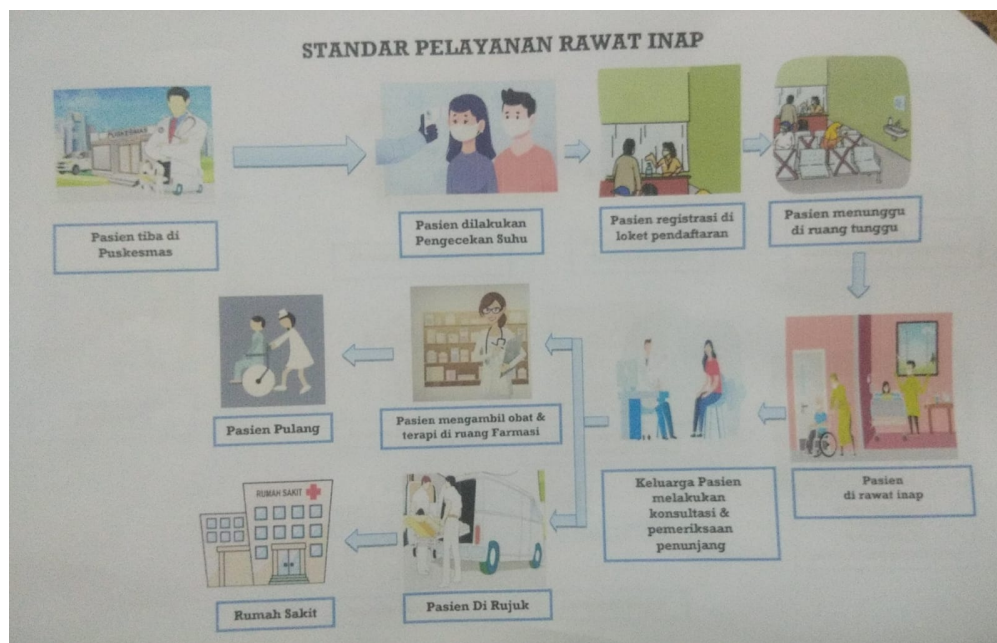 STANDAR PELAYANAN RAWAT INAP
PUSKESMAS
Pasien tiba di
Puskesmas
Pasien dilakukan
Pengecekan Suhu
Pasien registrasi di
loket pendaftaran
Pasien menunggu
di ruang tunggu
Pasien
di rawat inap
Keluarga Pasien
melakukan
konsultasi &
pemeriksaan
penunjang
Pasien mengambil obat &
terapi di ruang Farmasi
Pasien Pulang
Pasien Di Rujuk
RUMAH SAKIT
Rumah Sakit